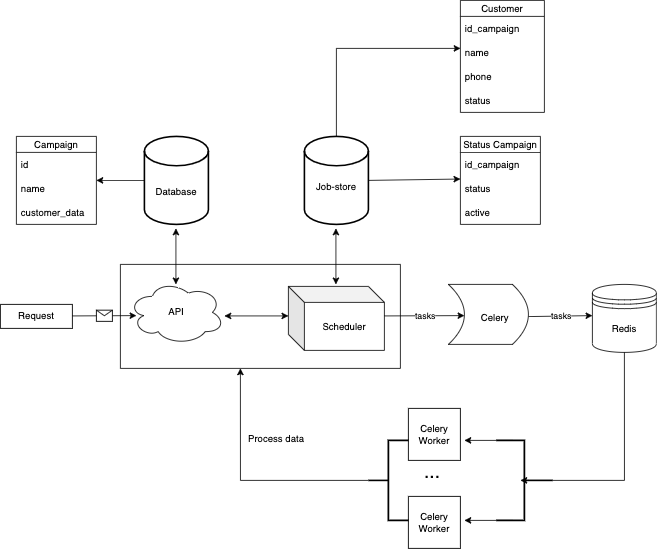 Customer
id_campaign
name
phone
status
Campaign
id
name
customer_data
Database
Job-store
Status Campaign
id_campaign
status
active
Request
API
Scheduler
tasks
Celery
tasks
Redis
Process data
Celery
Worker
...
Celery
Worker